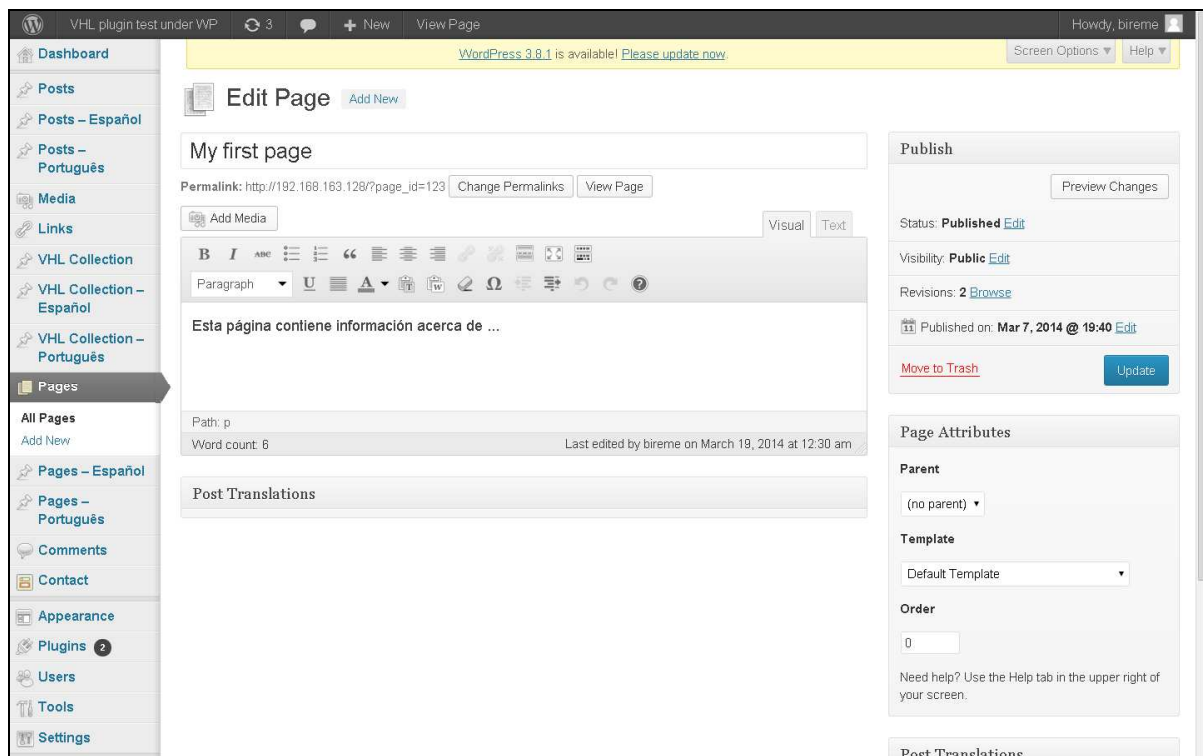 VHL plugin test under WP 3 New View Page Howdy, bireme
WordPress 3.8.1 is available! Please update now.
Screen Options Help
Dashboard
Posts
Posts – Español
Posts –
Português
Media
Links
VHL Collection
VHL Collection –
Español
VHL Collection –
Português
Pages
All Pages
Add New
Pages – Español
Pages –
Português
Comments
Contact
Appearance
Plugins 2
Users
Tools
Settings
Edit Page Add New
My first page
Permalink: http://192.168.163.128/?page_id=123 Change Permalinks View Page
Add Media
Visual Text
B I ABC
Paragraph U A T W Ω ?
Esta página contiene información acerca de ...
Path: p
Word count: 6 Last edited by bireme on March 19, 2014 at 12:30 am
Post Translations
Publish
Preview Changes
Status: Published Edit
Visibility: Public Edit
Revisions: 2 Browse
11 Published on: Mar 7, 2014 @ 19:40 Edit
Move to Trash Update
Page Attributes
Parent
(no parent)
Template
Default Template
Order
0
Need help? Use the Help tab in the upper right of
your screen.
Post Translations